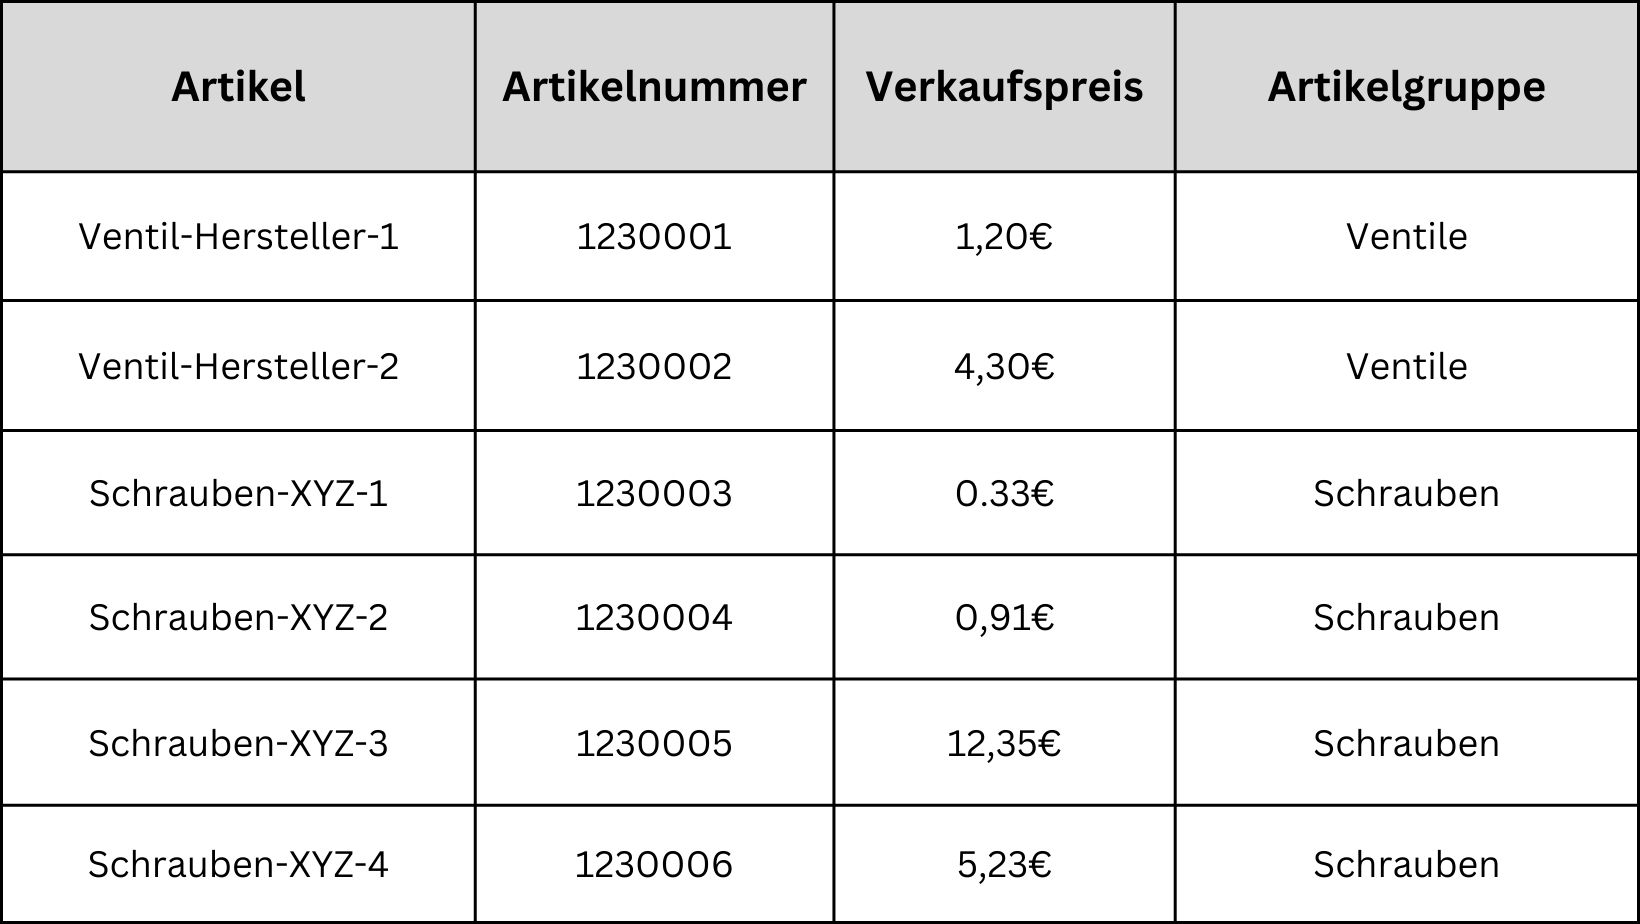 Artikel Artikelnummer Verkaufspreis Artikelgruppe
Ventil-Hersteller-1 1230001 1,20€ Ventile
Ventil-Hersteller-2 1230002 4,30€ Ventile
Schrauben-XYZ-1 1230003 0.33€ Schrauben
Schrauben-XYZ-2 1230004 0,91€ Schrauben
Schrauben-XYZ-3 1230005 12,35€ Schrauben
Schrauben-XYZ-4 1230006 5,23€ Schrauben